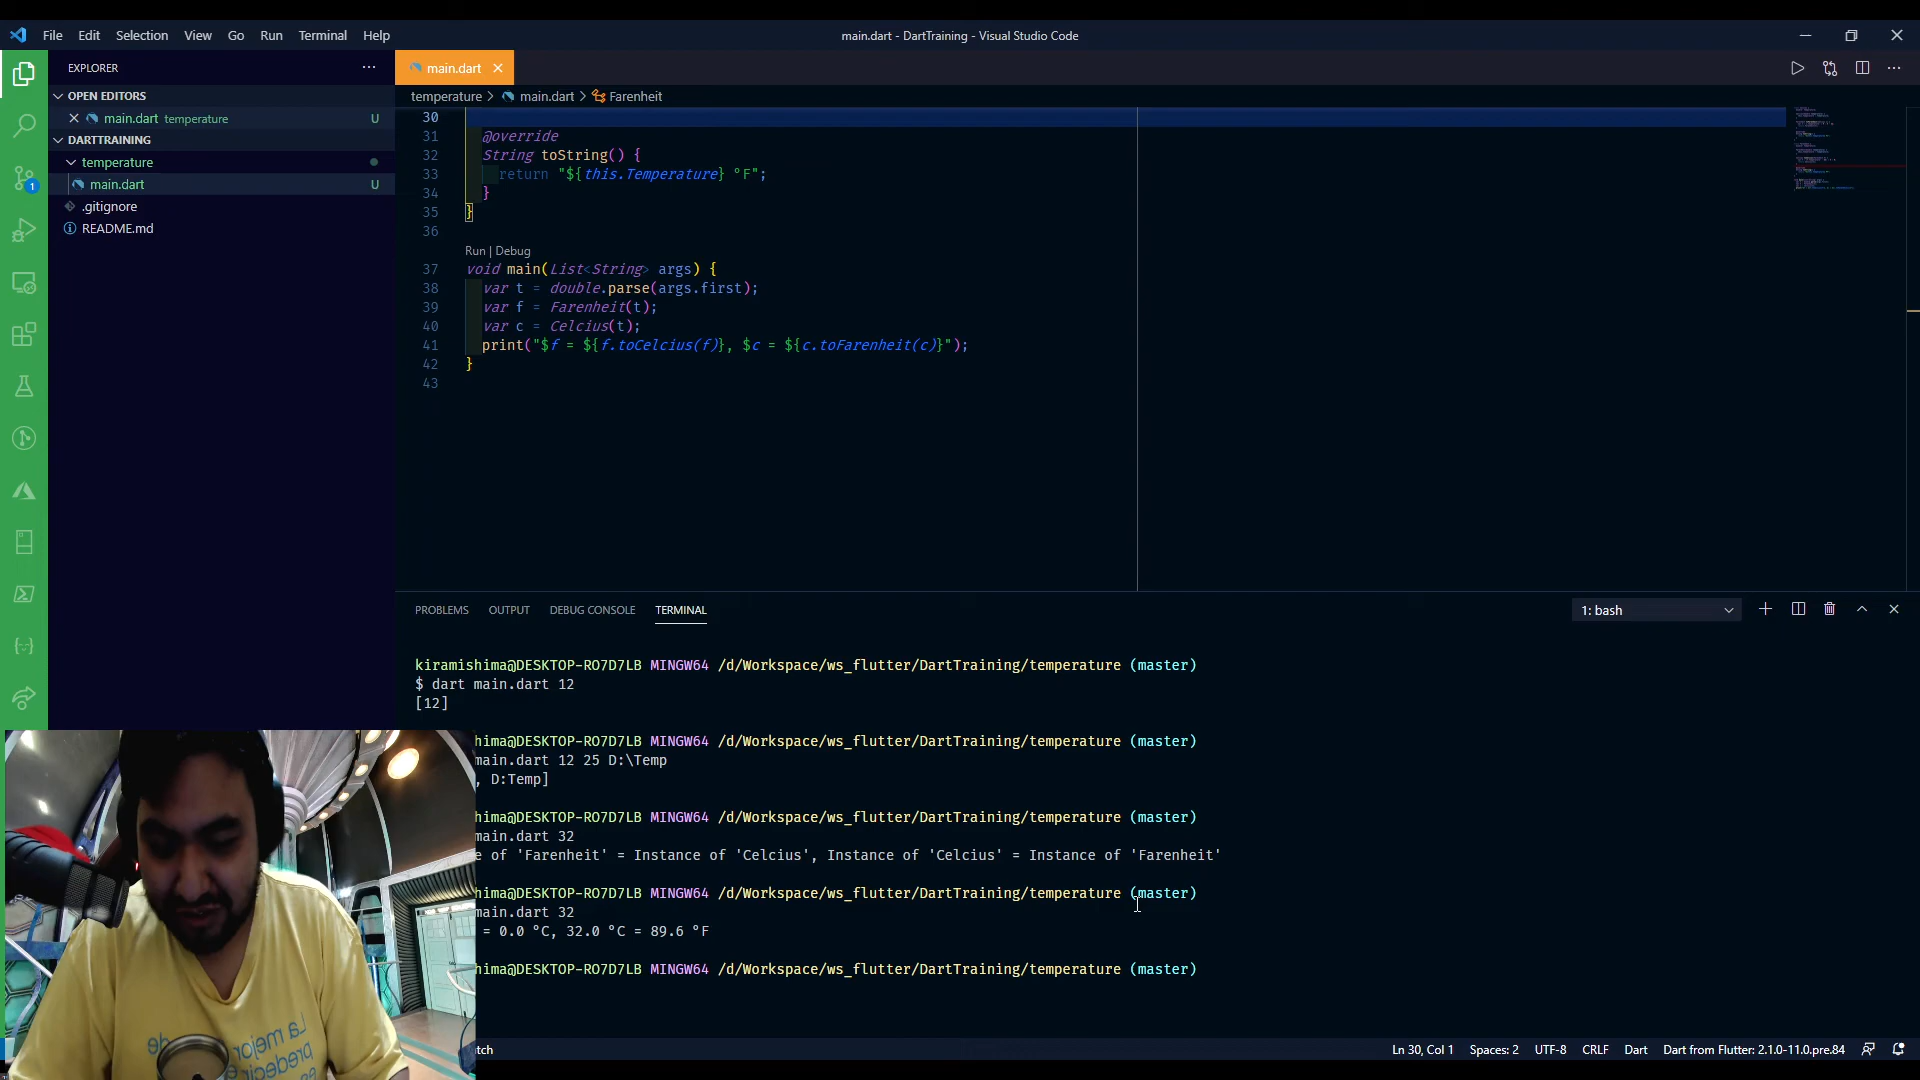 File Edit Selection View Go Run Terminal Help
main.dart - DartTraining - Visual Studio Code
EXPLORER
OPEN EDITORS
main.dart temperature U
DARTTRAINING
temperature
main.dart U
.gitignore
README.md
main.dart
temperature > main.dart > Farenheit
30
31 @override
32 String toString() {
33 return "${this.Temperature} °F";
34 }
35 }
36
Run | Debug
37 void main(List<String> args) {
38 var t = double.parse(args.first);
39 var f = Farenheit(t);
40 var c = Celcius(t);
41 print("$f = ${f.toCelcius(f)}, $c = ${c.toFarenheit(c)}");
42 }
43
PROBLEMS OUTPUT DEBUG CONSOLE TERMINAL
1: bash
kiramishima@DESKTOP-RO7D7LB MINGW64 /d/Workspace/ws_flutter/DartTraining/temperature (master)
$ dart main.dart 12
[12]
hima@DESKTOP-RO7D7LB MINGW64 /d/Workspace/ws_flutter/DartTraining/temperature (master)
main.dart 12 25 D:\Temp
, D:Temp]
hima@DESKTOP-RO7D7LB MINGW64 /d/Workspace/ws_flutter/DartTraining/temperature (master)
main.dart 32
e of 'Farenheit' = Instance of 'Celcius', Instance of 'Celcius' = Instance of 'Farenheit'
hima@DESKTOP-RO7D7LB MINGW64 /d/Workspace/ws_flutter/DartTraining/temperature (master)
main.dart 32
= 0.0 °C, 32.0 °C = 89.6 °F
hima@DESKTOP-RO7D7LB MINGW64 /d/Workspace/ws_flutter/DartTraining/temperature (master)
La mejor
de
tch
Ln 30, Col 1 Spaces: 2 UTF-8 CRLF Dart Dart from Flutter: 2.1.0-11.0.pre.84